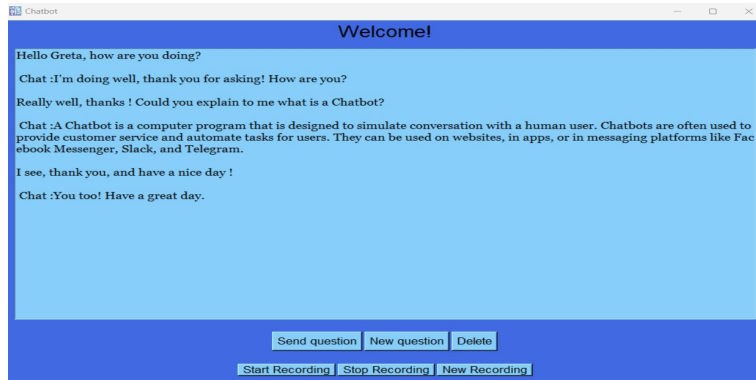 Chatbot
Welcome!
Hello Greta, how are you doing?
Chat :I'm doing well, thank you for asking! How are you?
Really well, thanks ! Could you explain to me what is a Chatbot?
Chat :A Chatbot is a computer program that is designed to simulate conversation with a human user. Chatbots are often used to
provide customer service and automate tasks for users. They can be used on websites, in apps, or in messaging platforms like Fac
ebook Messenger, Slack, and Telegram.
I see, thank you, and have a nice day !
Chat :You too! Have a great day.
Send question New question Delete
Start Recording Stop Recording New Recording